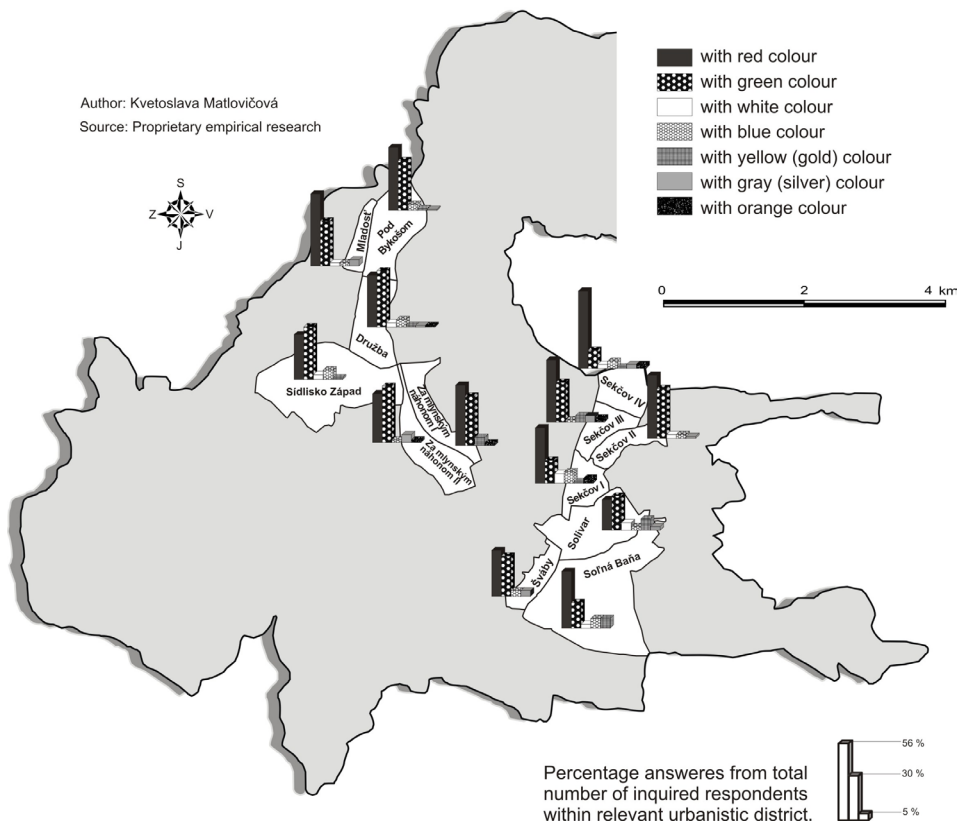 with red colour
with green colour
with white colour
with blue colour
with yellow (gold) colour
with gray (silver) colour
with orange colour
Author: Kvetoslava Matlovičová
Source: Proprietary empirical research
S
Z
V
J
0
2
4 km
Mladosť
Pod
Bykošom
Družba
Sídlisko Západ
Za mlynským
náhonom I
Za mlynským
náhonom II
Sekčov IV
Sekčov III
Sekčov II
Sekčov I
Solivar
Soľná Baňa
Šváby
Percentage answeres from total
number of inquired respondents
within relevant urbanistic district.
56 %
30 %
5 %